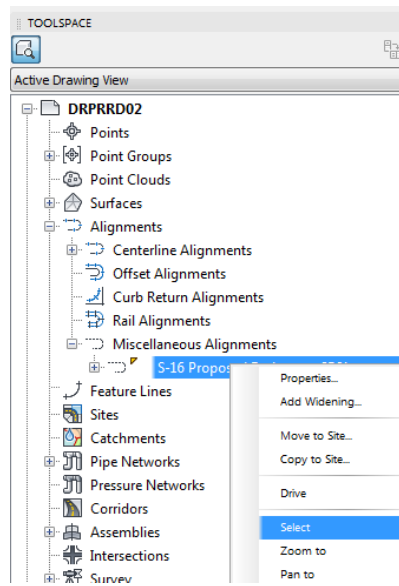 TOOLSPACE
Active Drawing View
DRPRRD02
Points
Point Groups
Point Clouds
Surfaces
Alignments
Centerline Alignments
Offset Alignments
Curb Return Alignments
Rail Alignments
Miscellaneous Alignments
S-16 Propos
Feature Lines
Sites
Catchments
Pipe Networks
Pressure Networks
Corridors
Assemblies
Intersections
Survey
Properties...
Add Widening...
Move to Site...
Copy to Site...
Drive
Select
Zoom to
Pan to